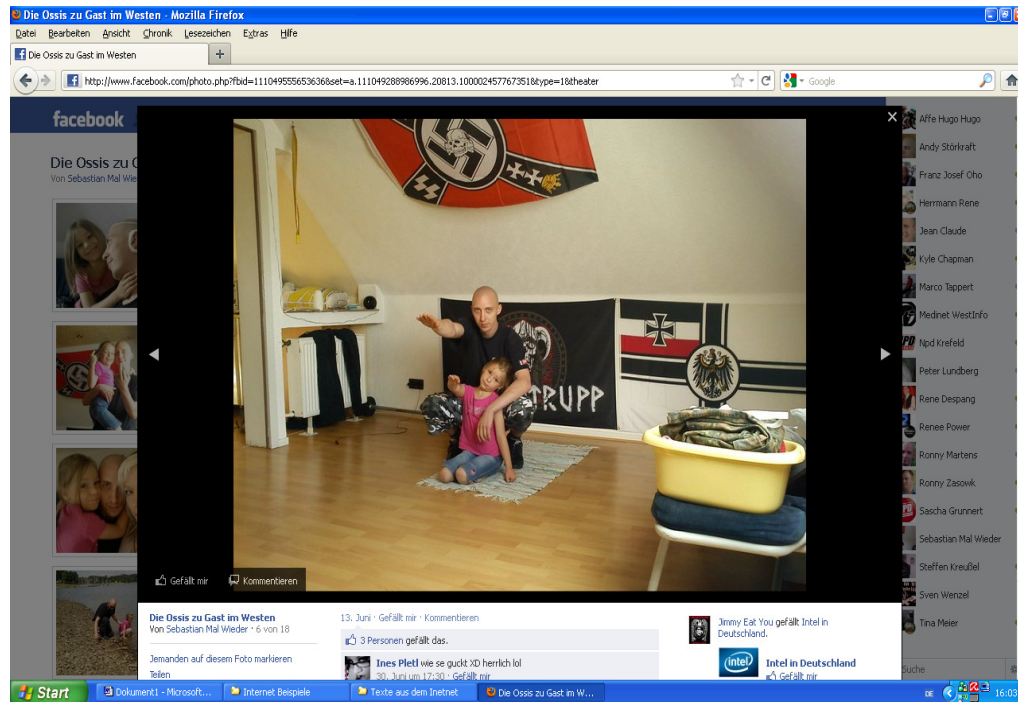 Die Ossis zu Gast im Westen - Mozilla Firefox
Datei Bearbeiten Ansicht Chronik Lesezeichen Extras Hilfe
Die Ossis zu Gast im Westen
http://www.facebook.com/photo.php?fbid=111049555653636&set=a.111049288986996.20813.100002457767351&type=1&theater
Google
facebook
Die Ossis zu G
Von Sebastian Mal Wie
TRUPP
Affe Hugo Hugo
Andy Störkraft
Franz Josef Oho
Herrmann Rene
Jean Claude
Kyle Chapman
Marco Tappert
Medinet WestInfo
Npd Krefeld
Peter Lundberg
Rene Despang
Renee Power
Ronny Martens
Ronny Zasowk
Sascha Grunnert
Sebastian Mal Wieder
Steffen Kreußel
Sven Wenzel
Tina Meier
Suche
Gefällt mir Kommentieren
Die Ossis zu Gast im Westen
Von Sebastian Mal Wieder · 6 von 18
Jemanden auf diesem Foto markieren
Teilen
13. Juni · Gefällt mir · Kommentieren
3 Personen gefällt das.
Ines Pletl wie se guckt XD herrlich lol
30. Juni um 17:30 · Gefällt mir
Jimmy Eat You gefällt Intel in
Deutschland.
intel
Intel in Deutschland
Gefällt mir
Start
Dokument1 - Microsoft...
Internet Beispiele
Texte aus dem Inetnet
Die Ossis zu Gast im W...
DE
16:03